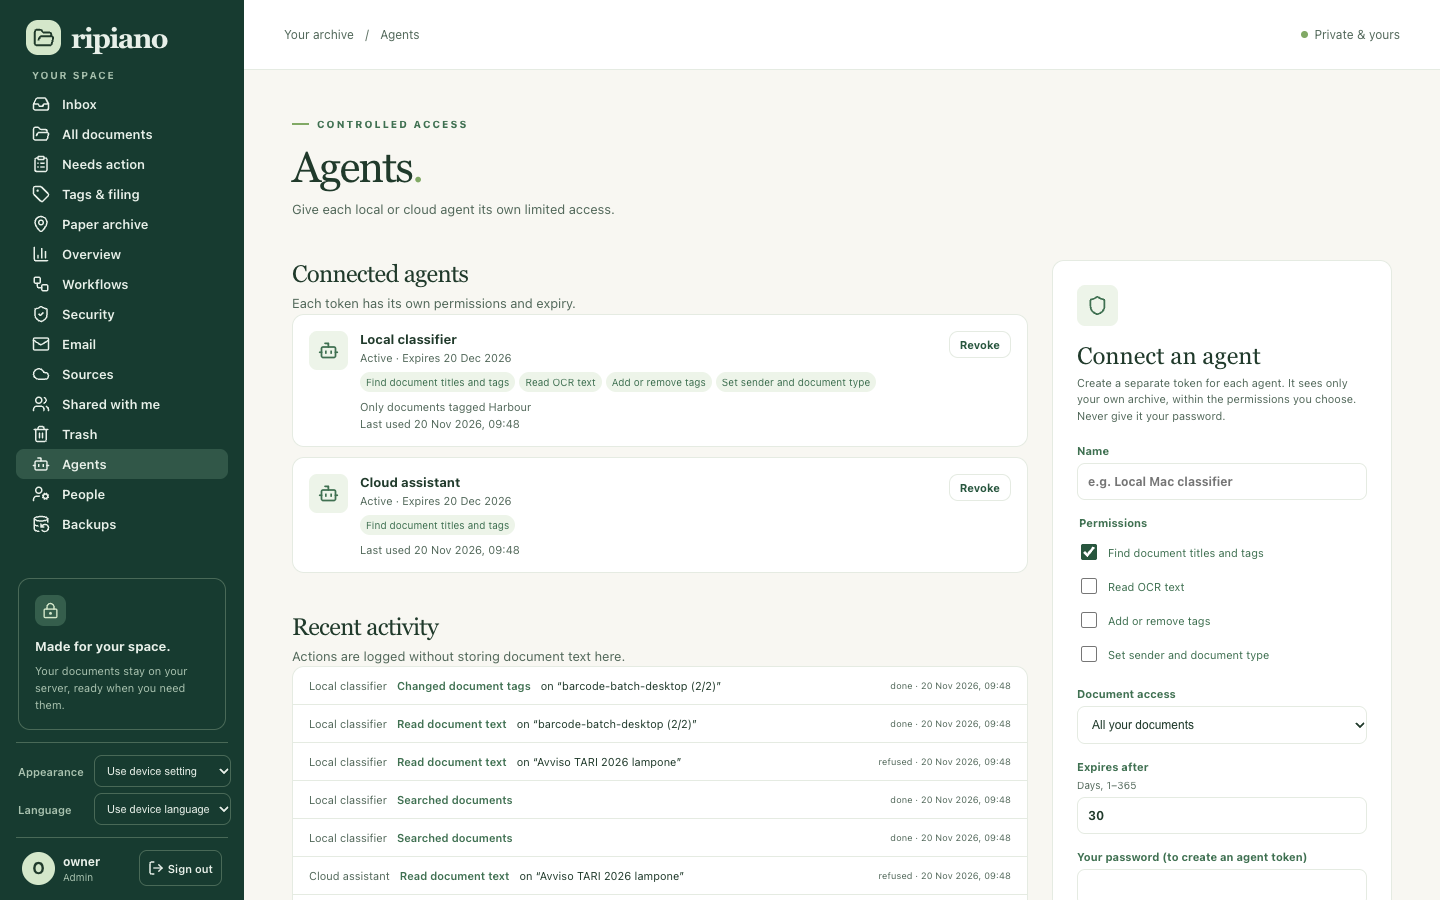 ripiano
YOUR SPACE
Inbox
All documents
Needs action
Tags & filing
Paper archive
Overview
Workflows
Security
Email
Sources
Shared with me
Trash
Agents
People
Backups
Made for your space.
Your documents stay on your
server, ready when you need
them.
Appearance Use device setting
Language Use device language
O owner
Admin
Sign out
Your archive / Agents
Private & yours
CONTROLLED ACCESS
Agents.
Give each local or cloud agent its own limited access.
Connected agents
Each token has its own permissions and expiry.
Local classifier
Active · Expires 20 Dec 2026
Find document titles and tags Read OCR text Add or remove tags Set sender and document type
Only documents tagged Harbour
Last used 20 Nov 2026, 09:48
Revoke
Cloud assistant
Active · Expires 20 Dec 2026
Find document titles and tags
Last used 20 Nov 2026, 09:48
Revoke
Recent activity
Actions are logged without storing document text here.
Local classifier Changed document tags on “barcode-batch-desktop (2/2)” done · 20 Nov 2026, 09:48
Local classifier Read document text on “barcode-batch-desktop (2/2)” done · 20 Nov 2026, 09:48
Local classifier Read document text on “Avviso TARI 2026 lampone” refused · 20 Nov 2026, 09:48
Local classifier Searched documents done · 20 Nov 2026, 09:48
Local classifier Searched documents done · 20 Nov 2026, 09:48
Cloud assistant Read document text on “Avviso TARI 2026 lampone” refused · 20 Nov 2026, 09:48
Connect an agent
Create a separate token for each agent. It sees only
your own archive, within the permissions you choose.
Never give it your password.
Name
e.g. Local Mac classifier
Permissions
Find document titles and tags
Read OCR text
Add or remove tags
Set sender and document type
Document access
All your documents
Expires after
Days, 1–365
30
Your password (to create an agent token)